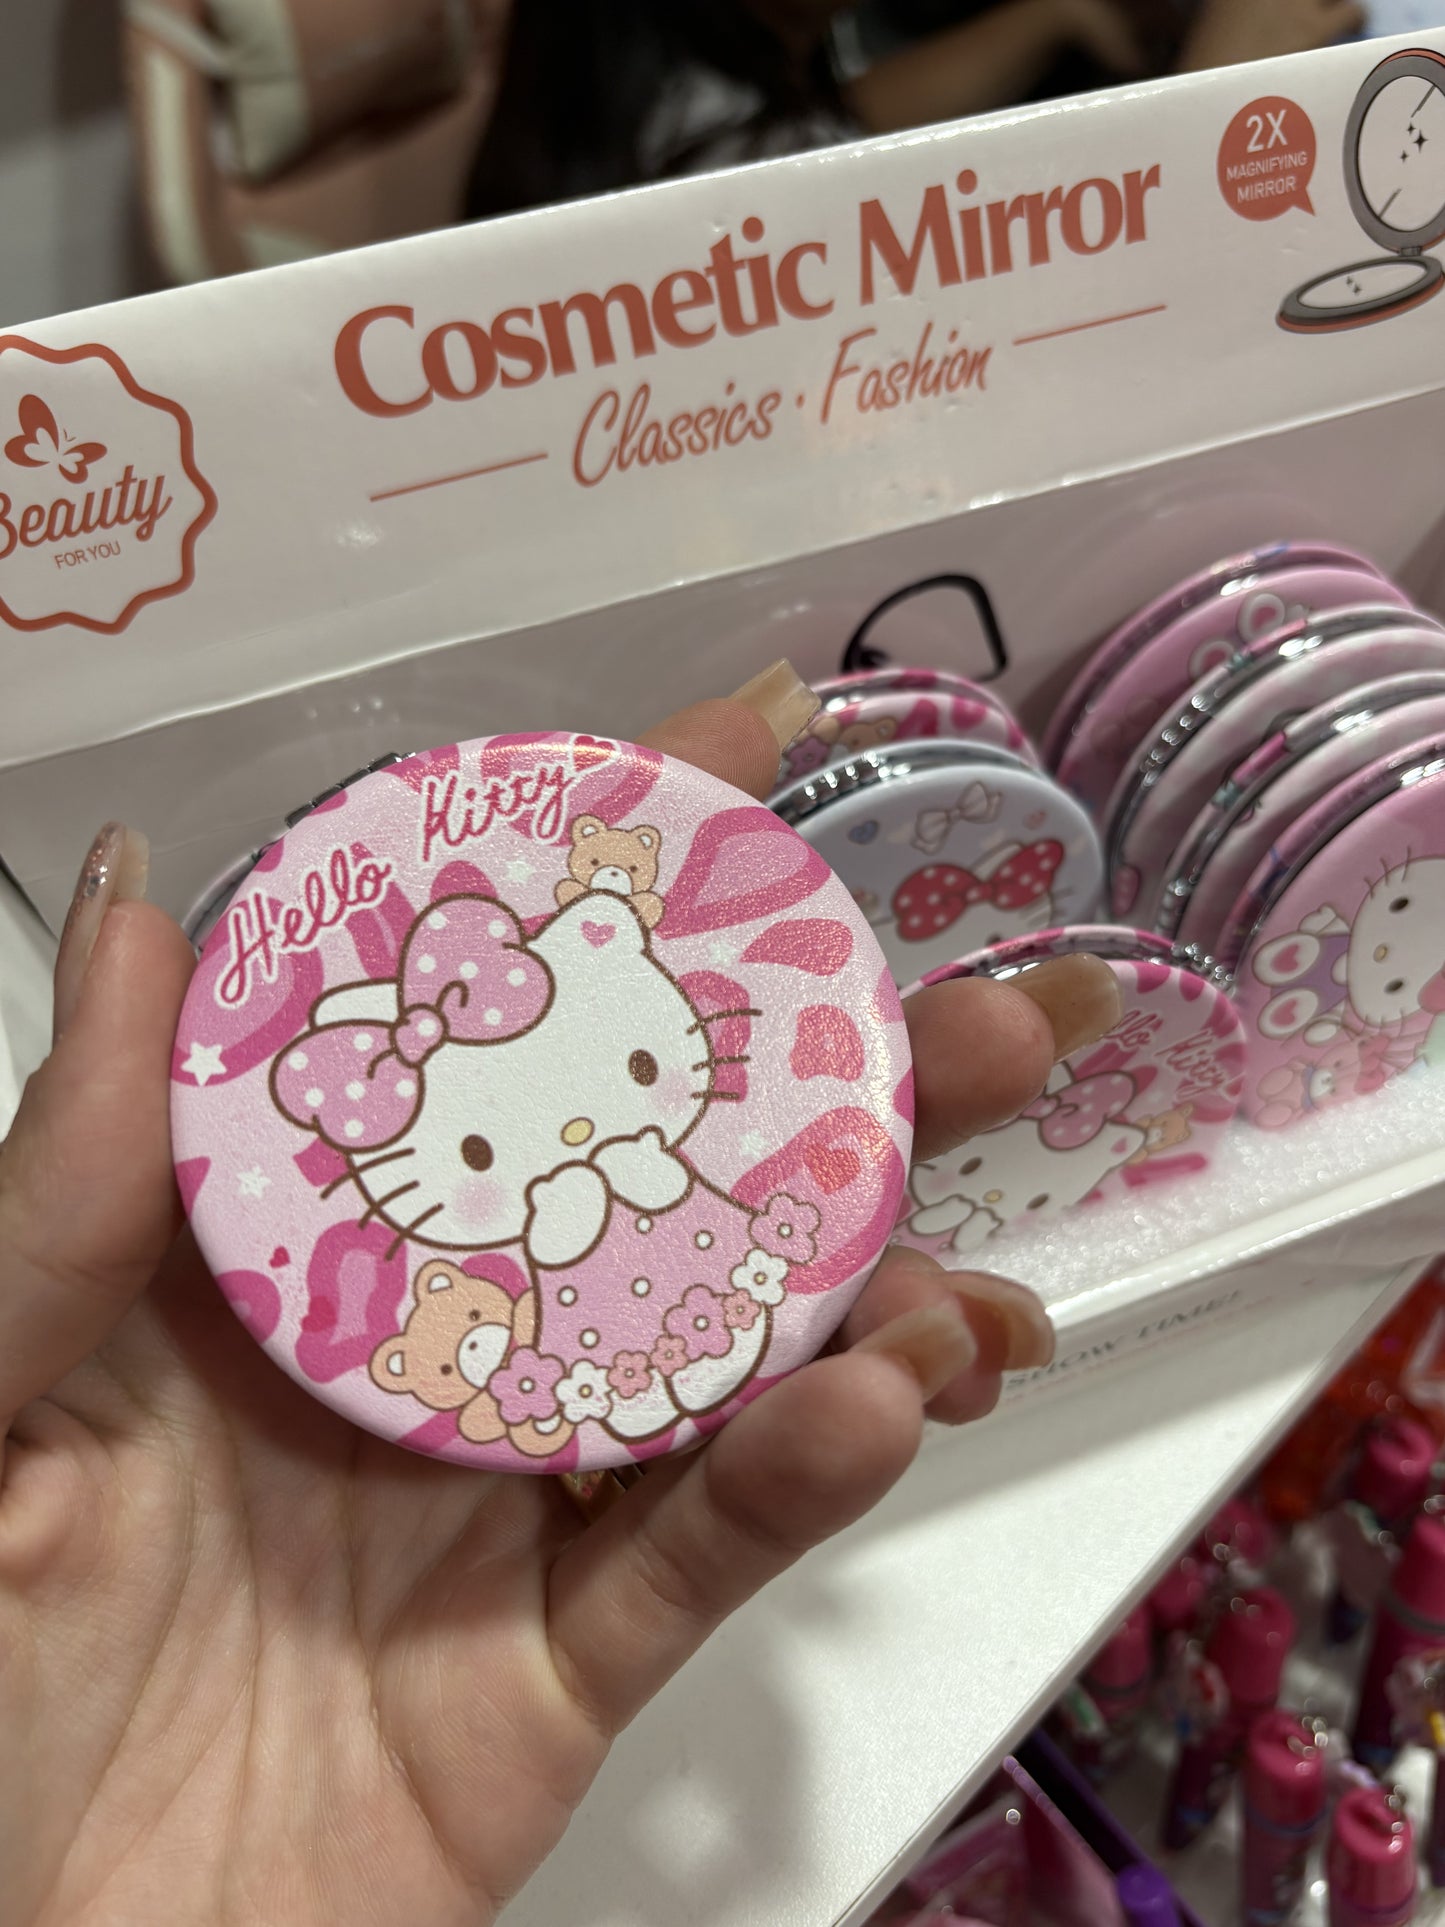 Cosmetic Mirror
Classics · Fashion
2X
MAGNIFYING
MIRROR
Beauty
FOR YOU
Hello Kitty
Hello Kitty
SHOW TIME!